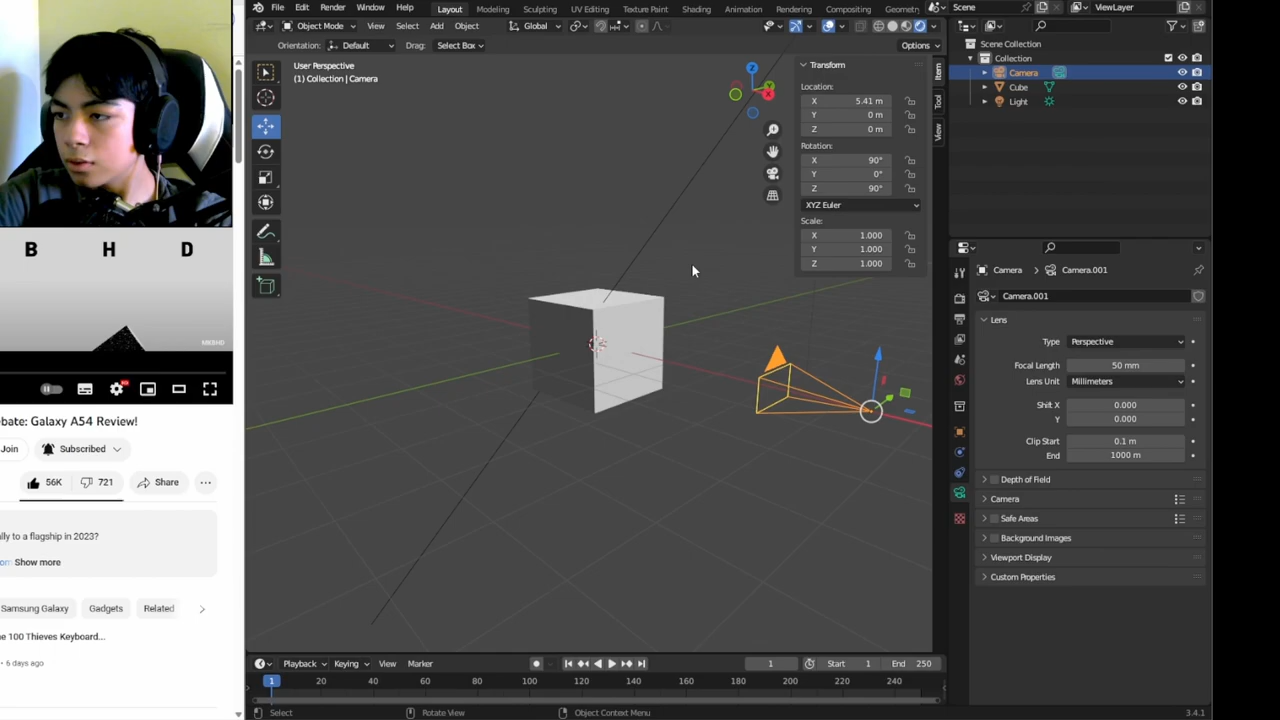 B H D
MKBHD
ebate: Galaxy A54 Review!
Join
Subscribed
56K
721
Share
...
lly to a flagship in 2023?
om Show more
Samsung Galaxy
Gadgets
Related
e 100 Thieves Keyboard...
• 6 days ago
File Edit Render Window Help
Layout Modeling Sculpting UV Editing Texture Paint Shading Animation Rendering Compositing Geometr
Scene
ViewLayer
Object Mode
View Select Add Object
Global
Orientation: Default
Drag: Select Box
Options
User Perspective
(1) Collection | Camera
Z
X
Transform
Location:
X 5.41 m
Y 0 m
Z 0 m
Rotation:
X 90°
Y 0°
Z 90°
XYZ Euler
Scale:
X 1.000
Y 1.000
Z 1.000
Item
Tool
View
Scene Collection
Collection
Camera
Cube
Light
Camera
Camera.001
Camera.001
Lens
Type Perspective
Focal Length 50 mm
Lens Unit Millimeters
Shift X 0.000
Y 0.000
Clip Start 0.1 m
End 1000 m
Depth of Field
Camera
Safe Areas
Background Images
Viewport Display
Custom Properties
Playback Keying View Marker
1
Start 1
End 250
1 20 40 60 80 100 120 140 160 180 200 220 240
Select
Rotate View
Object Context Menu
3.4.1